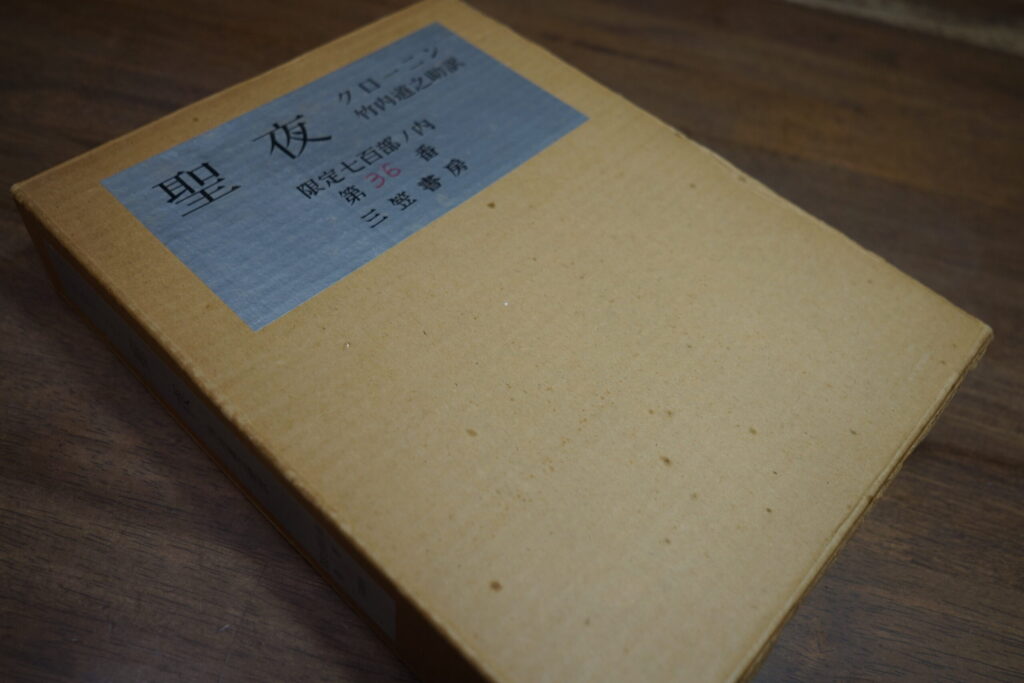 聖夜
クローニン
竹内道之助訳
限定七百部ノ内
第36番
三笠書房